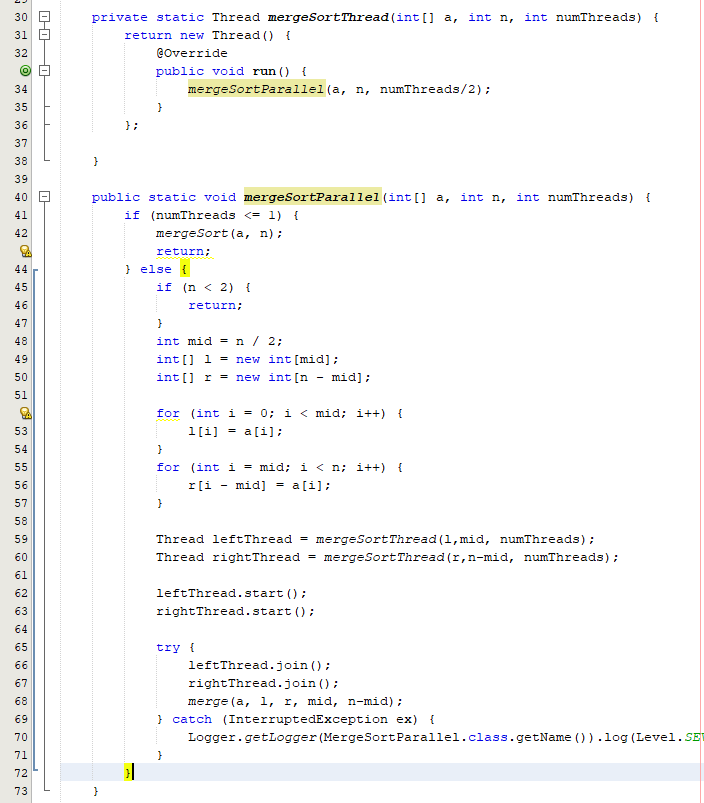 30 private static Thread mergeSortThread(int[] a, int n, int numThreads) {
31 return new Thread() {
32 @Override
public void run() {
34 mergeSortParallel(a, n, numThreads/2);
35 }
36 };
37
38 }
39
40 public static void mergeSortParallel(int[] a, int n, int numThreads) {
41 if (numThreads <= 1) {
42 mergeSort(a, n);
return;
44 } else {
45 if (n < 2) {
46 return;
47 }
48 int mid = n / 2;
49 int[] l = new int[mid];
50 int[] r = new int[n - mid];
51
for (int i = 0; i < mid; i++) {
53 l[i] = a[i];
54 }
55 for (int i = mid; i < n; i++) {
56 r[i - mid] = a[i];
57 }
58
59 Thread leftThread = mergeSortThread(l,mid, numThreads);
60 Thread rightThread = mergeSortThread(r,n-mid, numThreads);
61
62 leftThread.start();
63 rightThread.start();
64
65 try {
66 leftThread.join();
67 rightThread.join();
68 merge(a, l, r, mid, n-mid);
69 } catch (InterruptedException ex) {
70 Logger.getLogger(MergeSortParallel.class.getName()).log(Level.SE
71 }
72 }
73 }